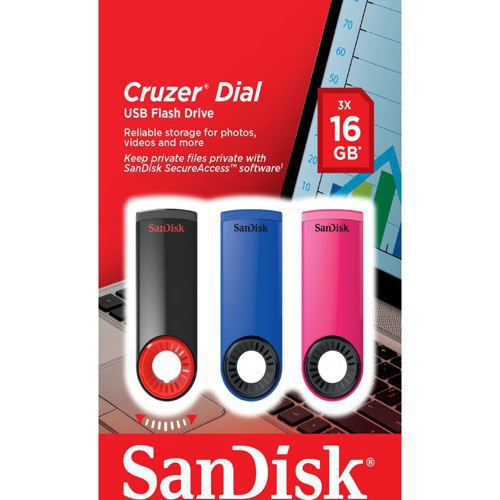 Cruzer® Dial
USB Flash Drive
Reliable storage for photos,
videos and more
Keep private files private with
SanDisk SecureAccess™ software¹
3X
16
GB*
SanDisk
SanDisk
SanDisk
SanDisk®